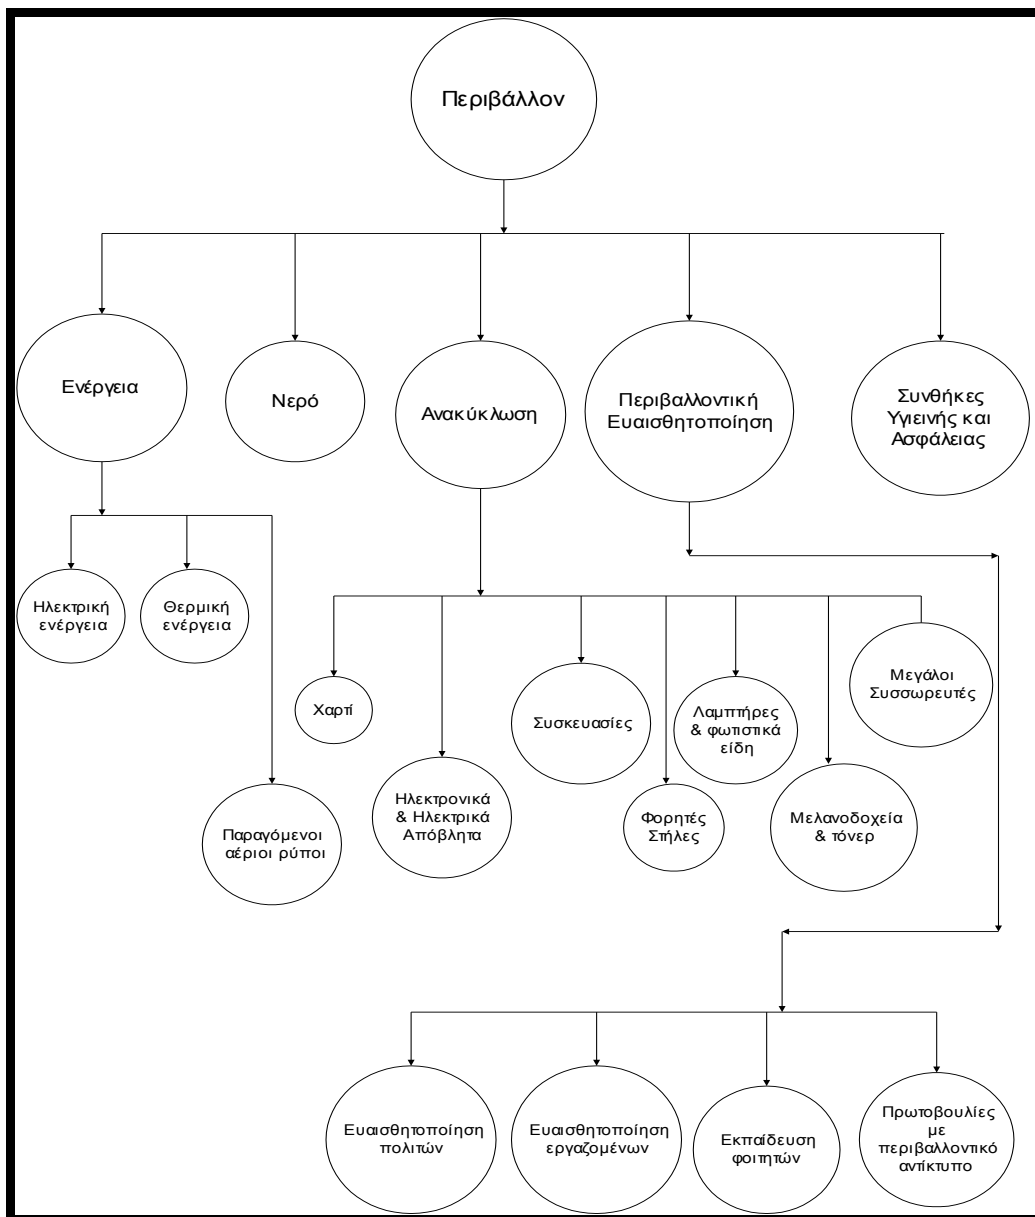 Περιβάλλον
Ενέργεια
Νερό
Ανακύκλωση
Περιβαλλοντική
Ευαισθητοποίηση
Συνθήκες
Υγιεινής και
Ασφάλειας
Ηλεκτρική
ενέργεια
Θερμική
ενέργεια
Παραγόμενοι
αέριοι ρύποι
Χαρτί
Ηλεκτρονικά
& Ηλεκτρικά
Απόβλητα
Συσκευασίες
Φορητές
Στήλες
Λαμπτήρες
& φωτιστικά
είδη
Μελανοδοχεία
& τόνερ
Μεγάλοι
Συσσωρευτές
Ευαισθητοποίηση
πολιτών
Ευαισθητοποίηση
εργαζομένων
Εκπαίδευση
φοιτητών
Πρωτοβουλίες
με
περιβαλλοντικό
αντίκτυπο